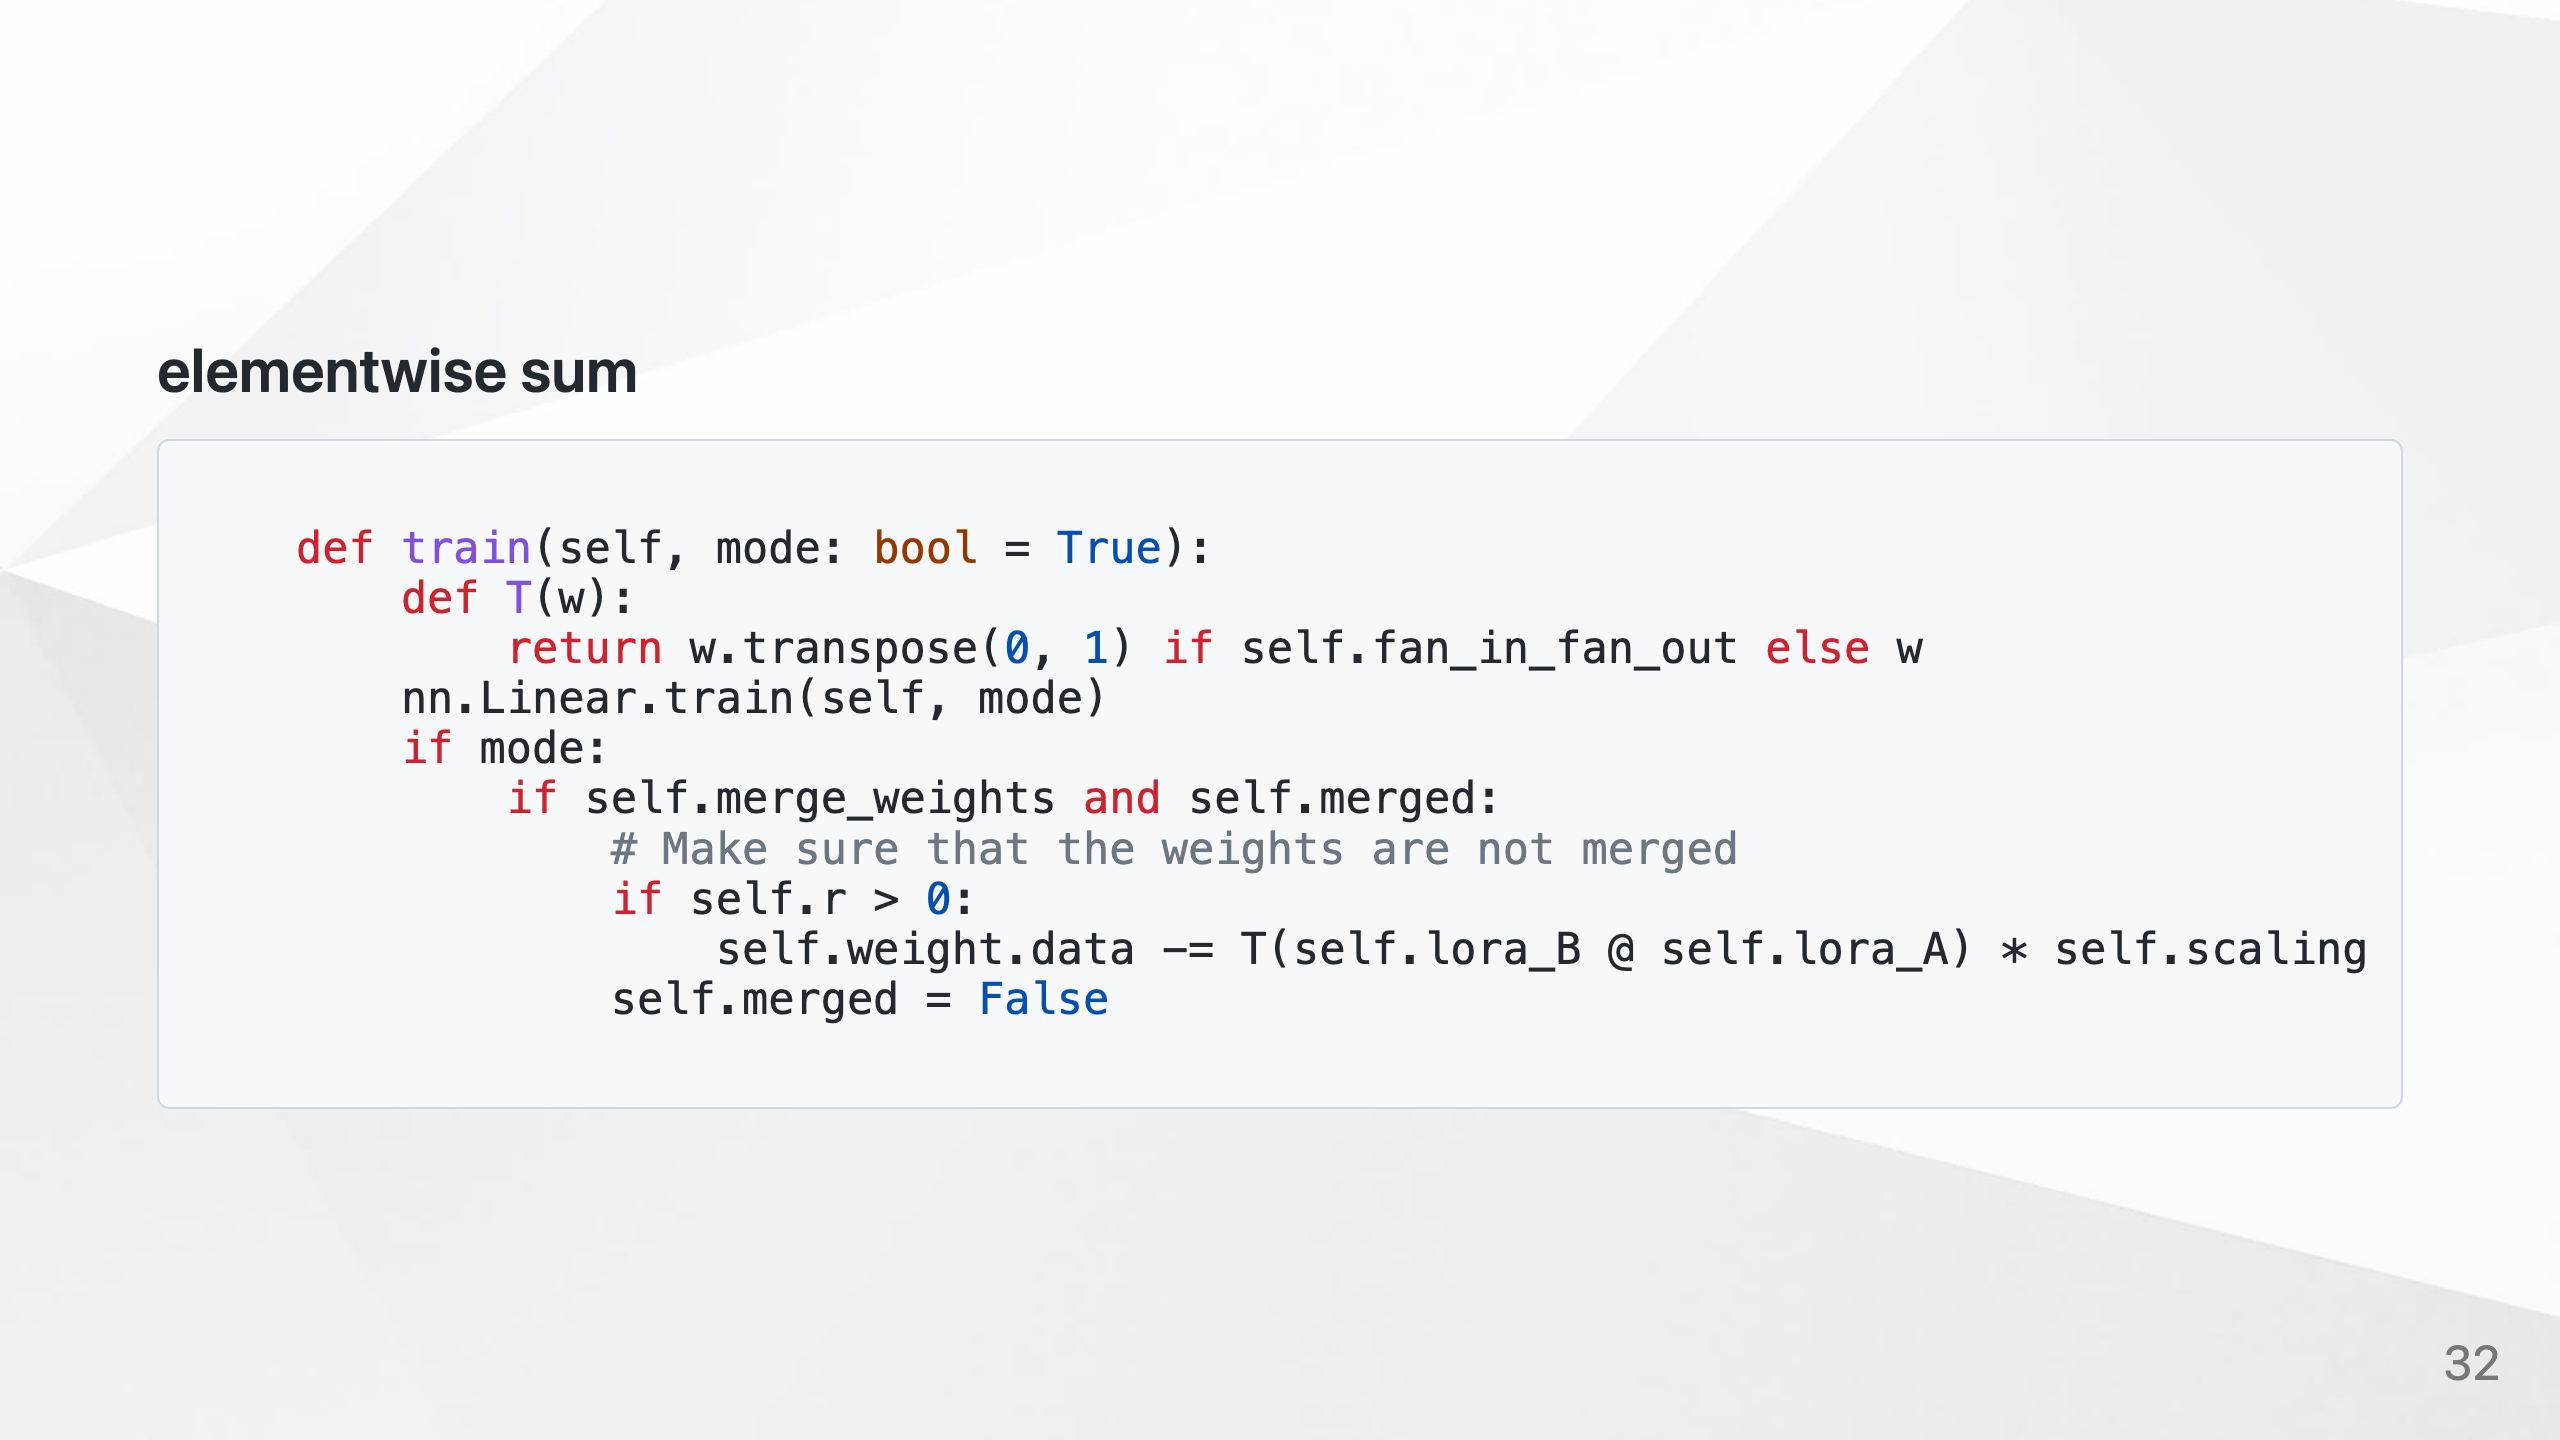 elementwise sum
def train(self, mode: bool = True):
    def T(w):
        return w.transpose(0, 1) if self.fan_in_fan_out else w
    nn.Linear.train(self, mode)
    if mode:
        if self.merge_weights and self.merged:
            # Make sure that the weights are not merged
            if self.r > 0:
                self.weight.data -= T(self.lora_B @ self.lora_A) * self.scaling
            self.merged = False
32